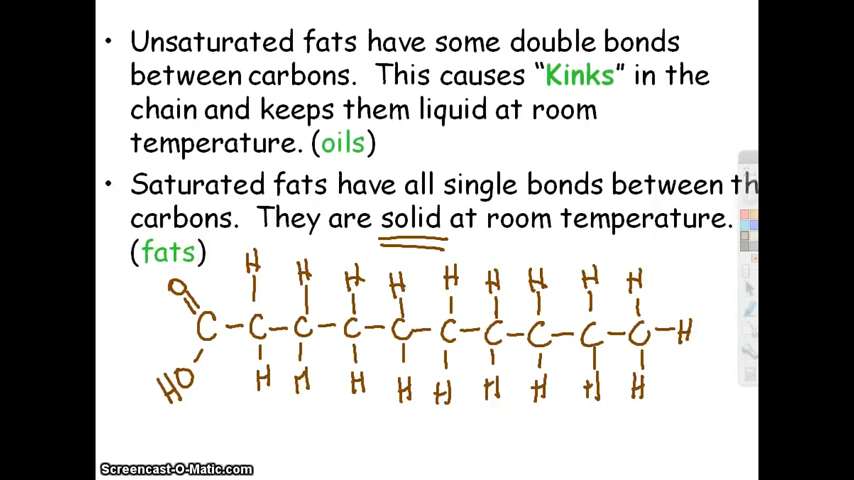 • Unsaturated fats have some double bonds
between carbons. This causes “Kinks” in the
chain and keeps them liquid at room
temperature. (oils)
• Saturated fats have all single bonds between th
carbons. They are solid at room temperature.
(fats)
H H H H H H H H H
O
C – C – C – C – C – C – C – C – C – C – H
HO
H H H H H H H H H
Screencast-O-Matic.com